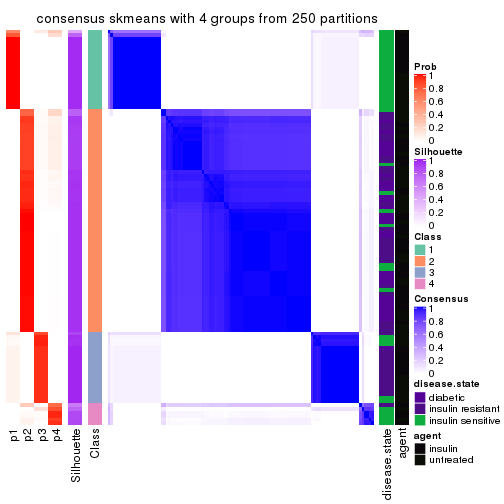 consensus skmeans with 4 groups from 250 partitions
Prob
1
0.8
0.6
0.4
0.2
0
Silhouette
1
0.8
0.6
0.4
0.2
0
Class
1
2
3
4
Consensus
1
0.8
0.6
0.4
0.2
0
disease.state
diabetic
insulin resistant
insulin sensitive
agent
insulin
untreated
p1
p2
p3
p4
Silhouette
Class
disease.state
agent